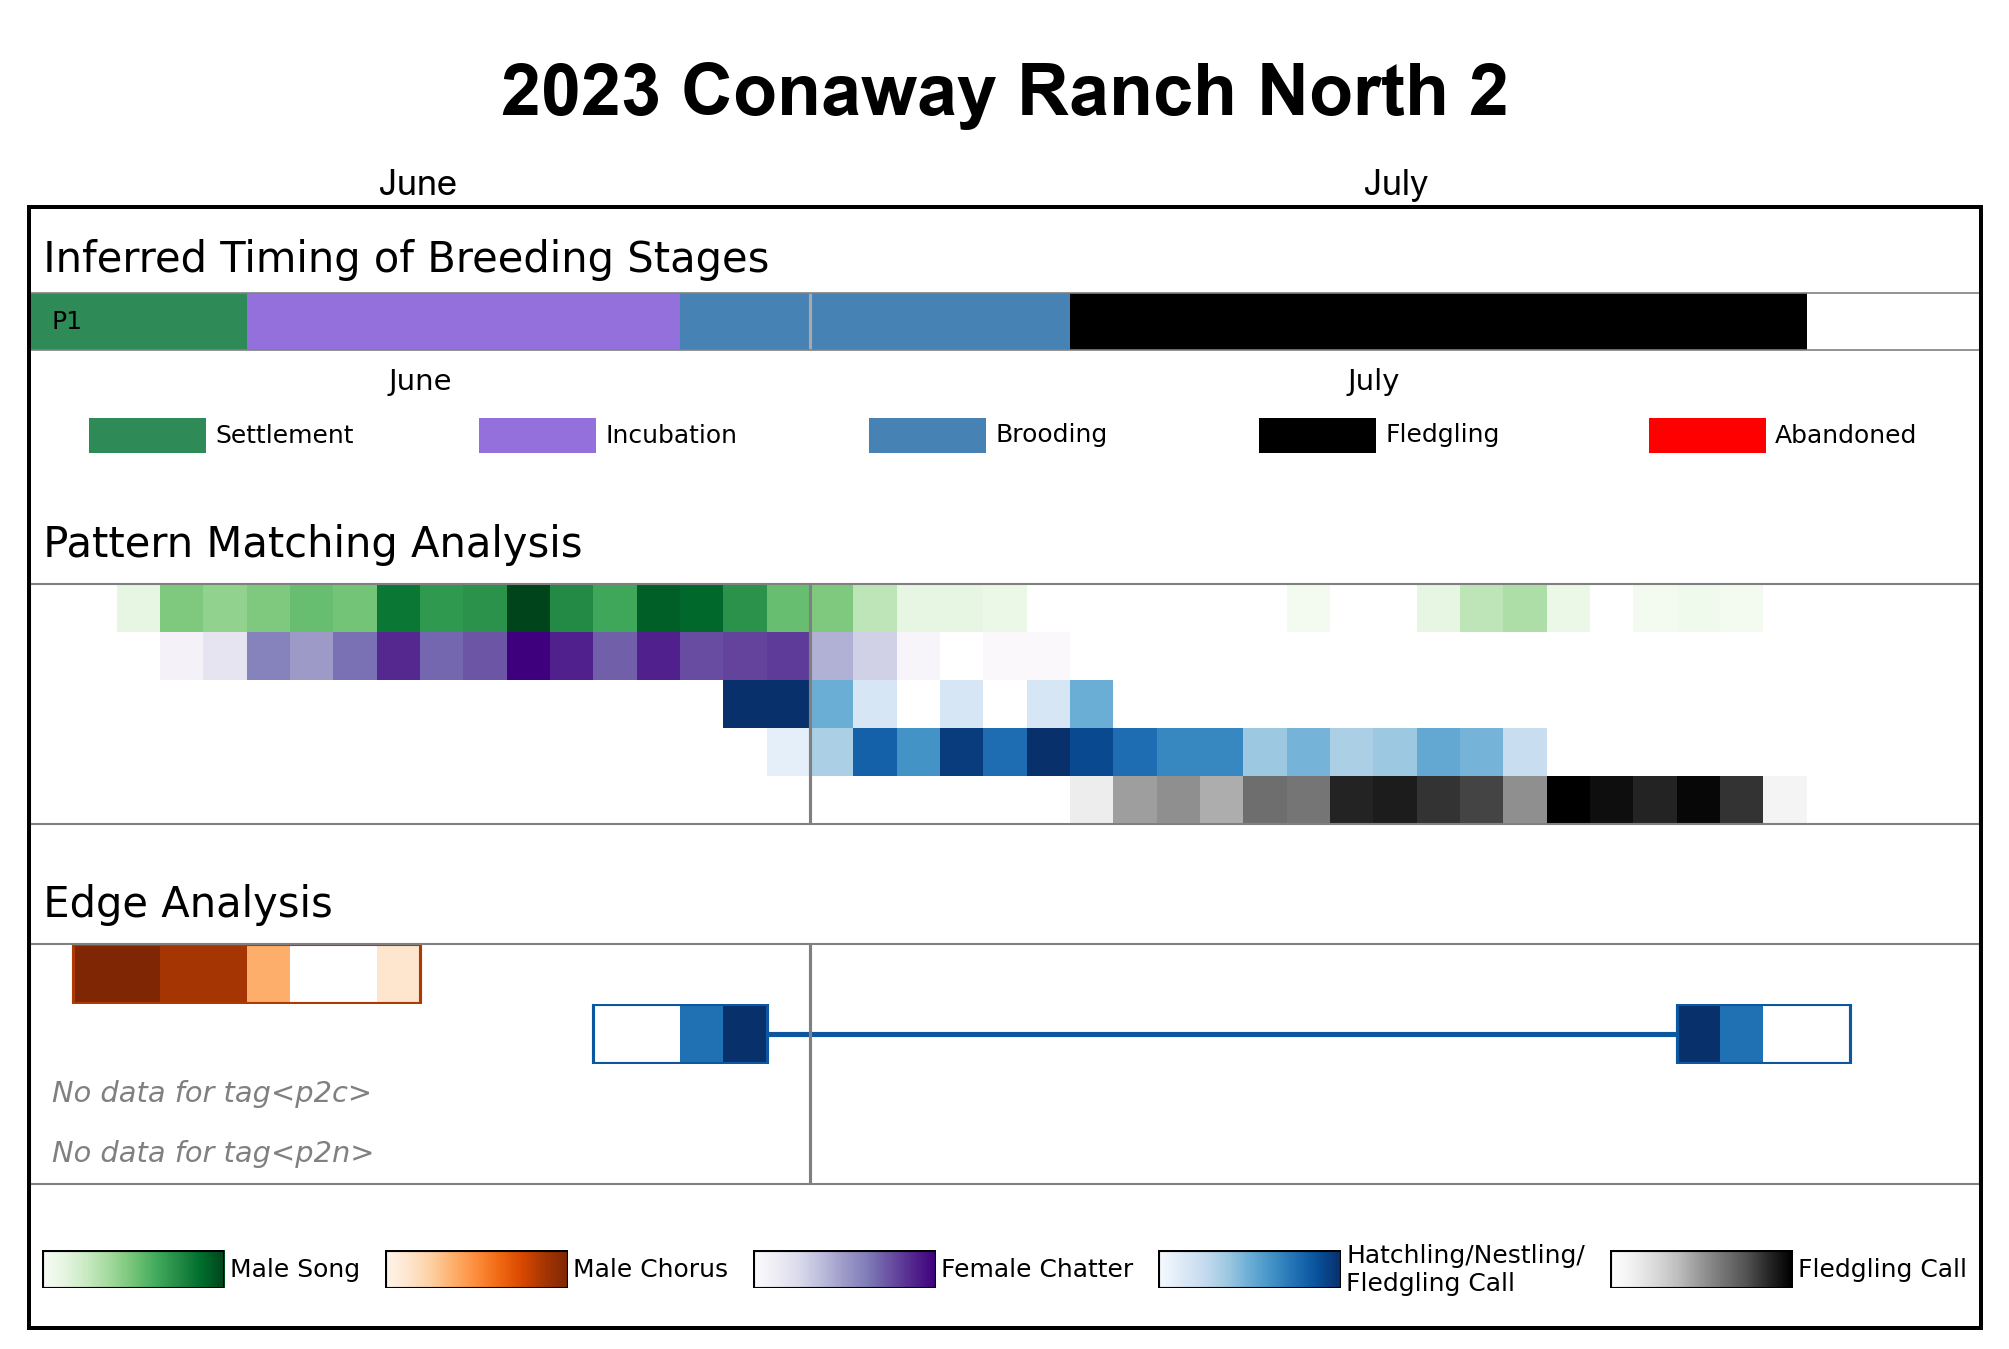 2023 Conaway Ranch North 2
June
July
Inferred Timing of Breeding Stages
P1
June
July
Settlement
Incubation
Brooding
Fledgling
Abandoned
Pattern Matching Analysis
Edge Analysis
No data for tag<p2c>
No data for tag<p2n>
Male Song
Male Chorus
Female Chatter
Hatchling/Nestling/
Fledgling Call
Fledgling Call